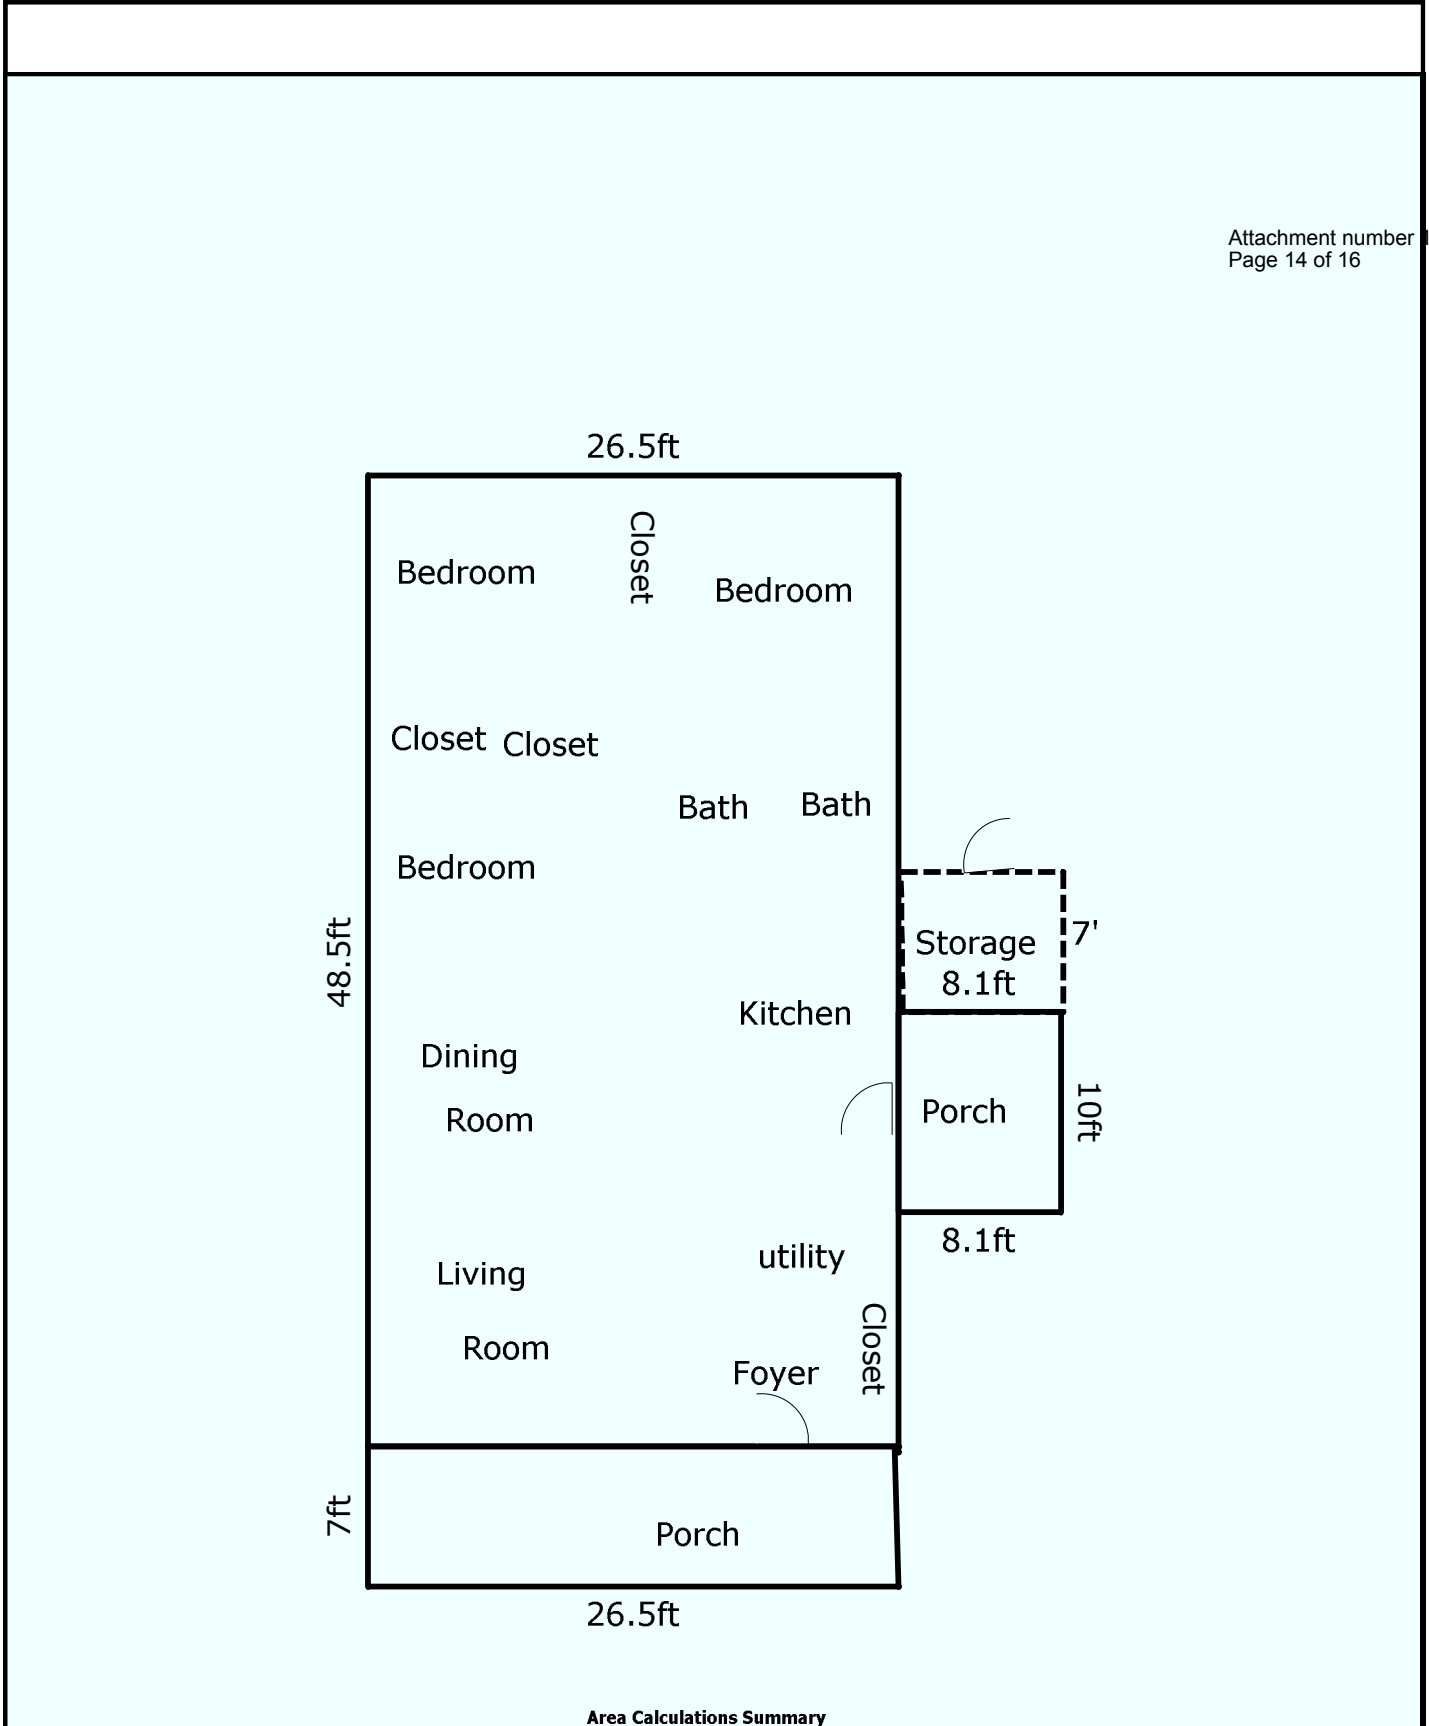 Attachment number 1
Page 14 of 16
26.5ft
Closet
Bedroom
Bedroom
Closet
Closet
Bath
Bath
Bedroom
48.5ft
Storage
7'
8.1ft
Kitchen
Dining
Room
Porch
10ft
8.1ft
utility
Living
Room
Closet
Foyer
7ft
Porch
26.5ft
Area Calculations Summary